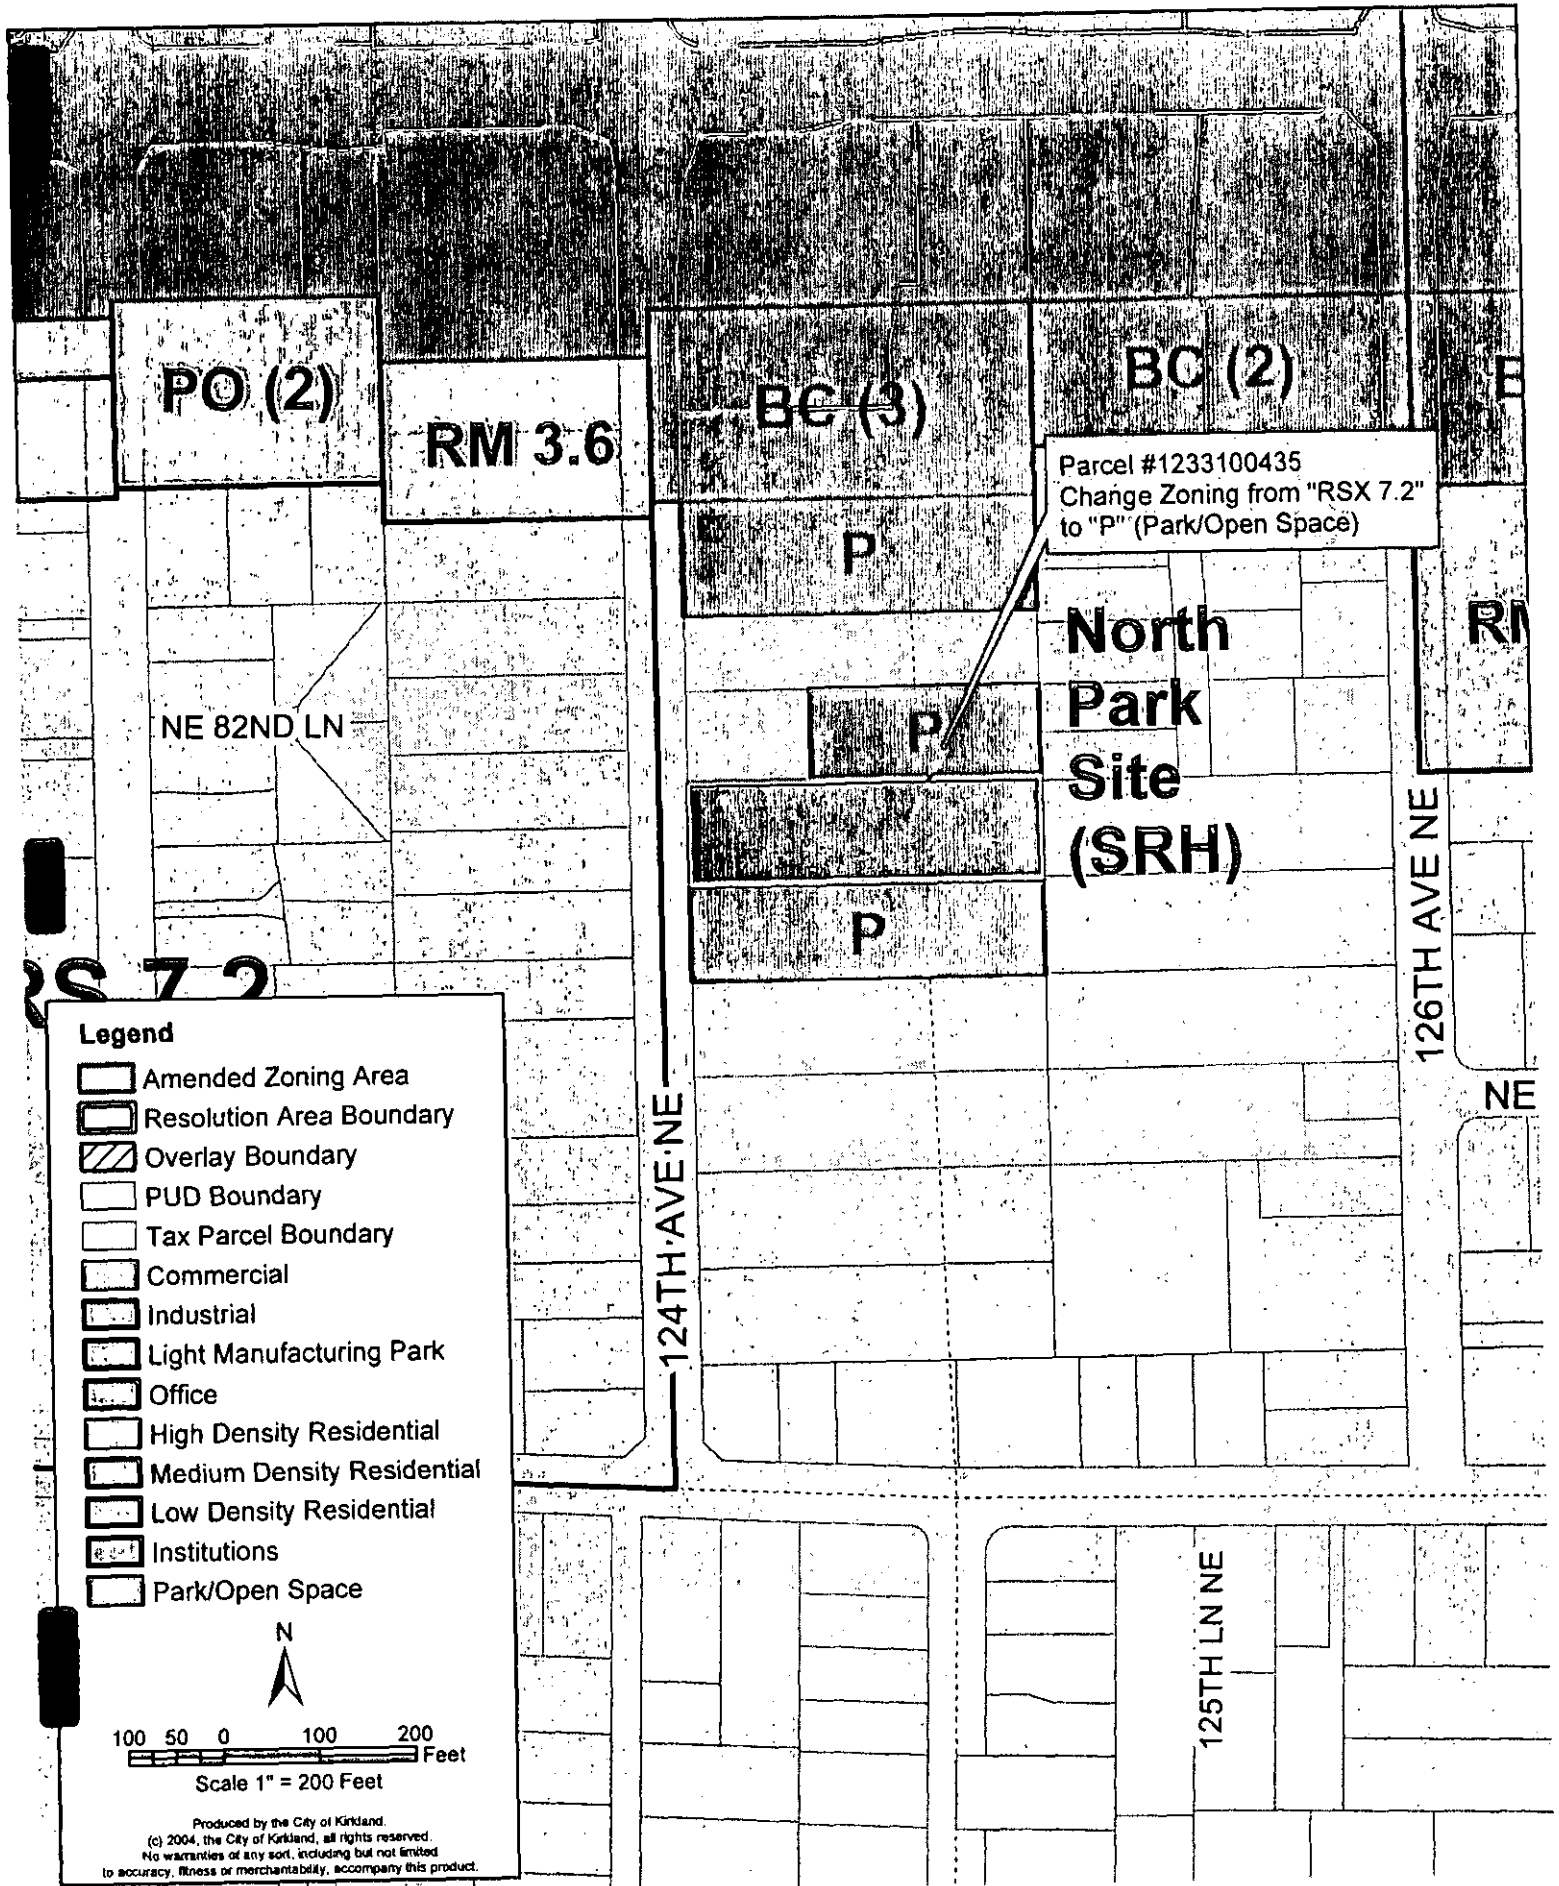 PO (2)
RM 3.6
BC (3)
BC (2)
Parcel #1233100435
Change Zoning from "RSX 7.2"
to "P" (Park/Open Space)
P
North
Park
Site
(SRH)
NE 82ND LN
P
P
126TH AVE NE
RS 7.2
124TH AVE NE
NE
125TH LN NE
Legend
Amended Zoning Area
Resolution Area Boundary
Overlay Boundary
PUD Boundary
Tax Parcel Boundary
Commercial
Industrial
Light Manufacturing Park
Office
High Density Residential
Medium Density Residential
Low Density Residential
Institutions
Park/Open Space
N
100 50 0 100 200
Feet
Scale 1" = 200 Feet
Produced by the City of Kirkland.
(c) 2004, the City of Kirkland, all rights reserved.
No warranties of any sort, including but not limited
to accuracy, fitness or merchantability, accompany this product.